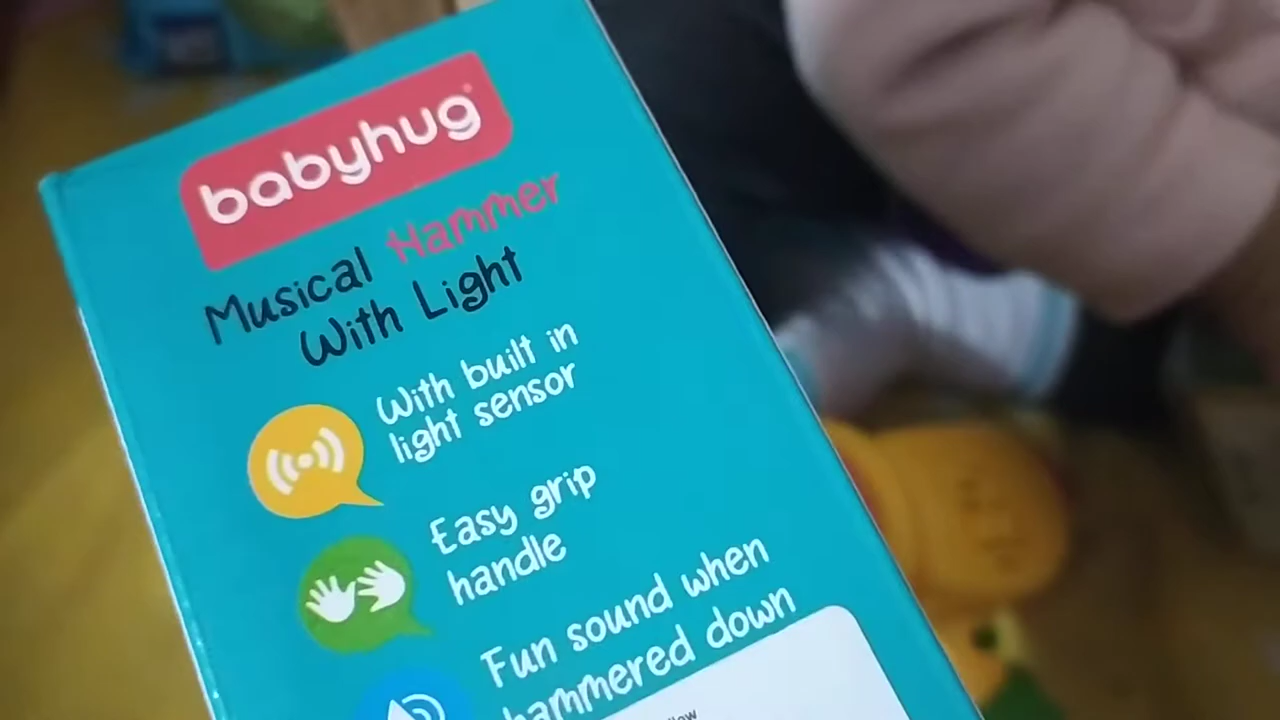 babyhug
Musical Hammer
With Light
With built in
light sensor
Easy grip
handle
Fun sound when
hammered down